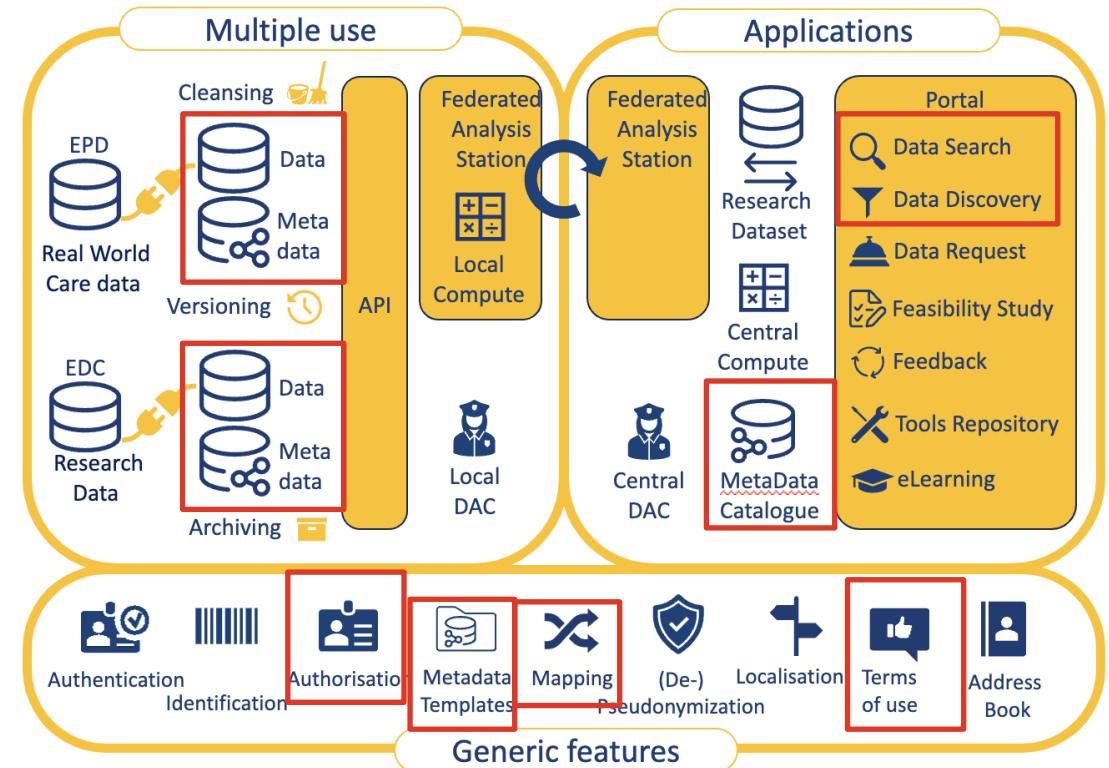 Multiple use
Cleansing
EPD
Data
Meta
data
Real World
Care data
Versioning
EDC
Data
Meta
data
Research
Data
Archiving
API
Federated
Analysis
Station
Local
Compute
Local
DAC
Applications
Federated
Analysis
Station
Research
Dataset
Central
Compute
Central
DAC
MetaData
Catalogue
Portal
Data Search
Data Discovery
Data Request
Feasibility Study
Feedback
Tools Repository
eLearning
Authentication
Identification
Authorisation
Metadata
Templates
Mapping
(De-)
Pseudonymization
Localisation
Terms
of use
Address
Book
Generic features